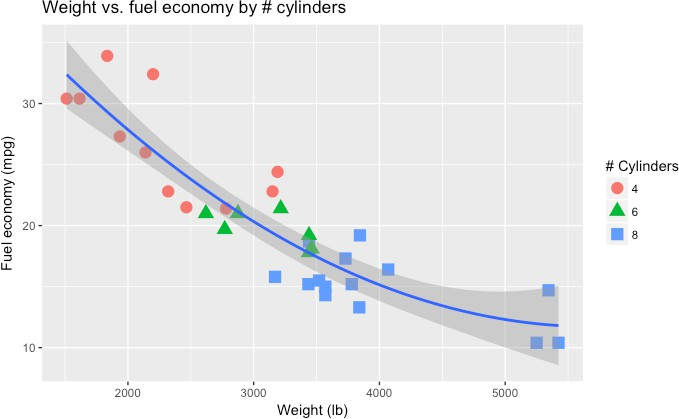 Weight vs. fuel economy by # cylinders
Fuel economy (mpg)
30
20
10
2000 3000 4000 5000
Weight (lb)
# Cylinders
4
6
8